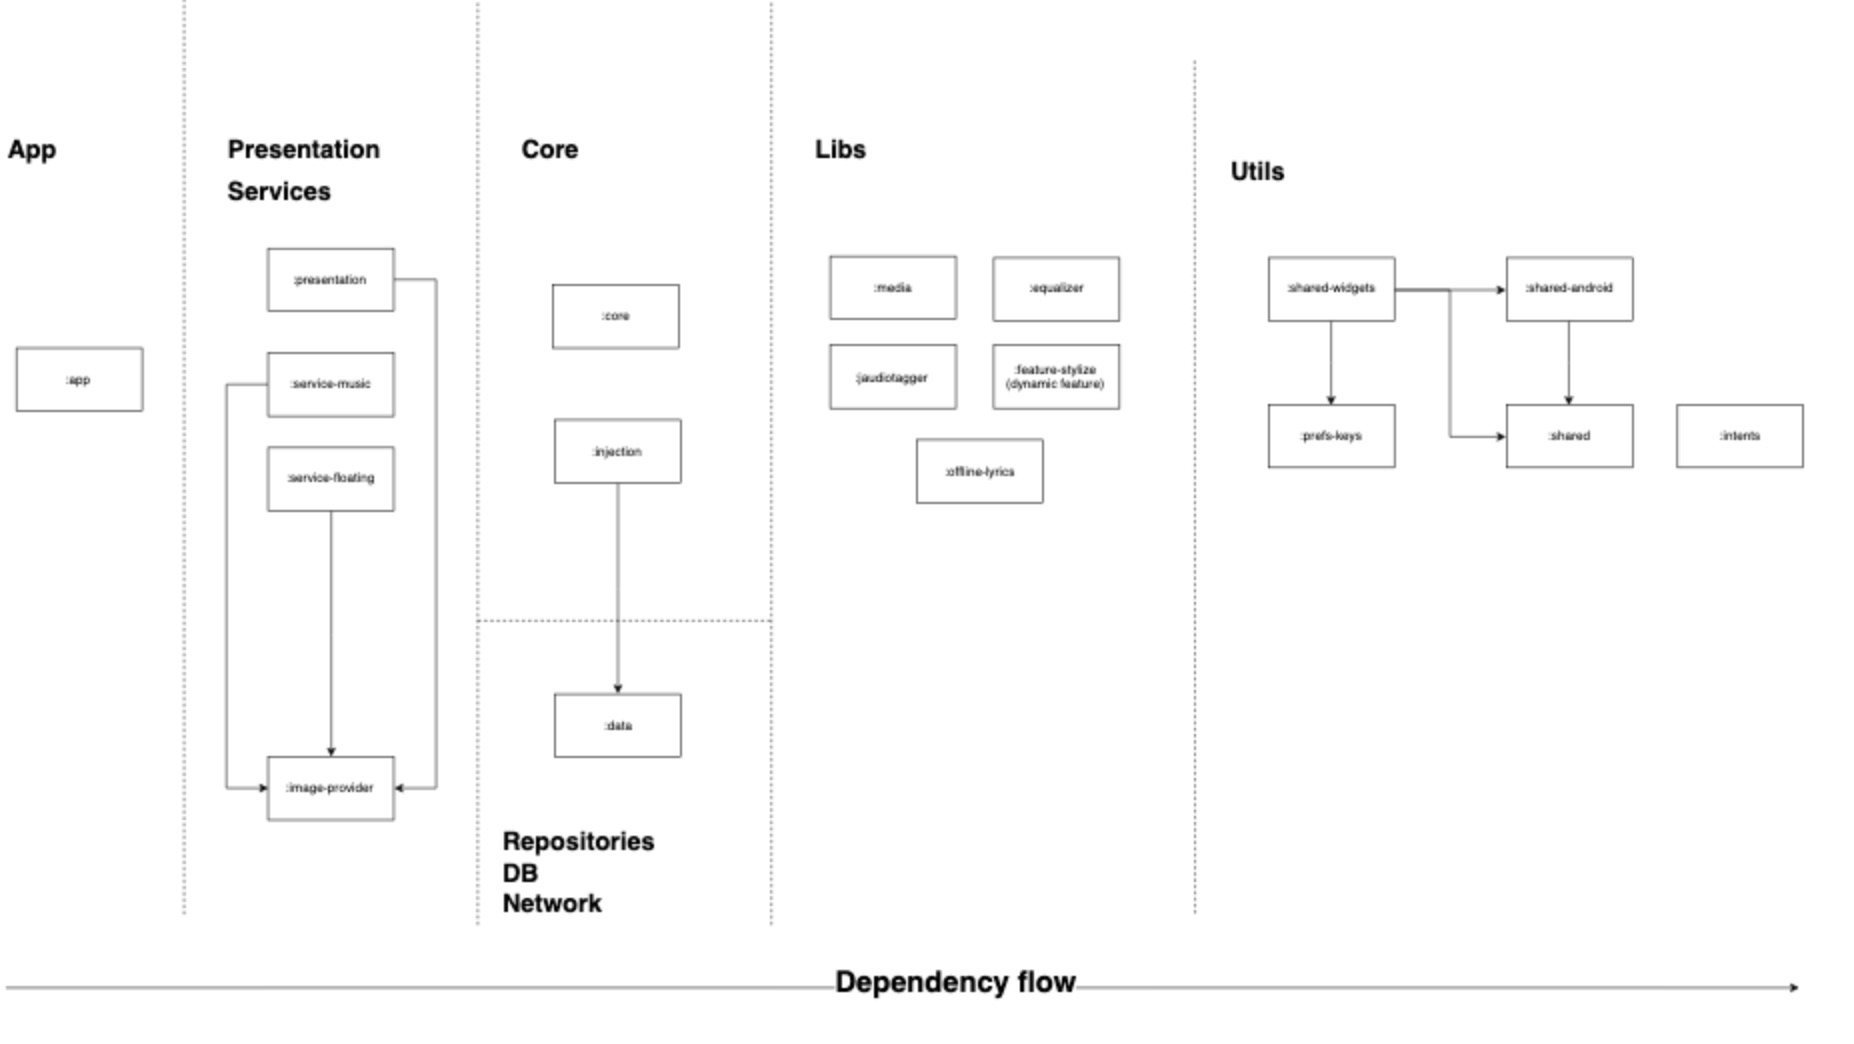 App
Presentation
Services
Core
Libs
Utils
:presentation
:service-music
:service-floating
:image-provider
:app
:core
:injection
:data
Repositories
DB
Network
:media
:equalizer
:jaudiotagger
:feature-stylize
(dynamic feature)
:offline-lyrics
:shared-widgets
:shared-android
:prefs-keys
:shared
:intents
Dependency flow